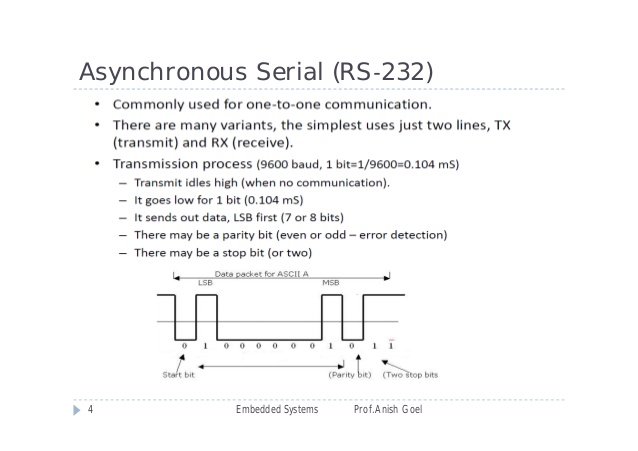 Asynchronous Serial (RS-232)
• Commonly used for one-to-one communication.
• There are many variants, the simplest uses just two lines, TX
(transmit) and RX (receive).
• Transmission process (9600 baud, 1 bit=1/9600=0.104 mS)
– Transmit idles high (when no communication).
– It goes low for 1 bit (0.104 mS)
– It sends out data, LSB first (7 or 8 bits)
– There may be a parity bit (even or odd – error detection)
– There may be a stop bit (or two)
Data packet for ASCII A
LSB MSB
0 1 0 0 0 0 0 1 0 1 1
Start bit (Parity bit) (Two stop bits
4 Embedded Systems Prof.Anish Goel